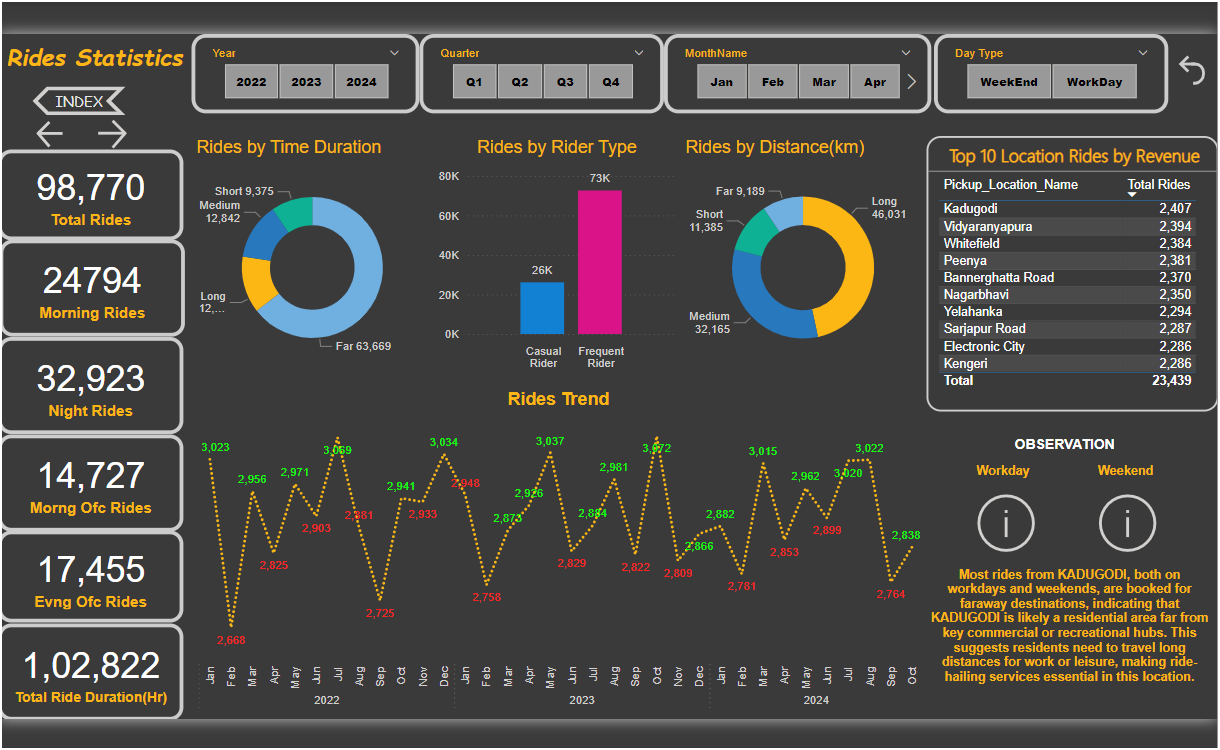 Rides Statistics
INDEX
Year
2022 2023 2024
Quarter
Q1 Q2 Q3 Q4
MonthName
Jan Feb Mar Apr
Day Type
WeekEnd WorkDay
98,770
Total Rides
24794
Morning Rides
32,923
Night Rides
14,727
Morng Ofc Rides
17,455
Evng Ofc Rides
1,02,822
Total Ride Duration(Hr)
Rides by Time Duration
Short 9,375
Medium
12,842
Long
12,...
Far 63,669
Rides by Rider Type
80K
60K
40K
20K
0K
26K
73K
Casual
Rider
Frequent
Rider
Rides by Distance(km)
Far 9,189
Short
11,385
Medium
32,165
Long
46,031
Top 10 Location Rides by Revenue
Pickup_Location_Name Total Rides
Kadugodi 2,407
Vidyaranyapura 2,394
Whitefield 2,384
Peenya 2,381
Bannerghatta Road 2,370
Nagarbhavi 2,350
Yelahanka 2,294
Sarjapur Road 2,287
Electronic City 2,286
Kengeri 2,286
Total 23,439
Rides Trend
3,023
2,668
2,956
2,825
2,971
2,903
3,069
2,881
2,725
2,941
2,933
3,034
2,948
2,758
2,873
2,926
3,037
2,829
2,884
2,981
2,822
3,072
2,809
2,866
2,882
2,781
3,015
2,853
2,962
2,899
3,020
3,022
2,764
2,838
Jan Feb Mar Apr May Jun Jul Aug Sep Oct Nov Dec Jan Feb Mar Apr May Jun Jul Aug Sep Oct Nov Dec Jan Feb Mar Apr May Jun Jul Aug Sep Oct
2022 2023 2024
OBSERVATION
Workday Weekend
i i
Most rides from KADUGODI, both on
workdays and weekends, are booked for
faraway destinations, indicating that
KADUGODI is likely a residential area far from
key commercial or recreational hubs. This
suggests residents need to travel long
distances for work or leisure, making ride-
hailing services essential in this location.